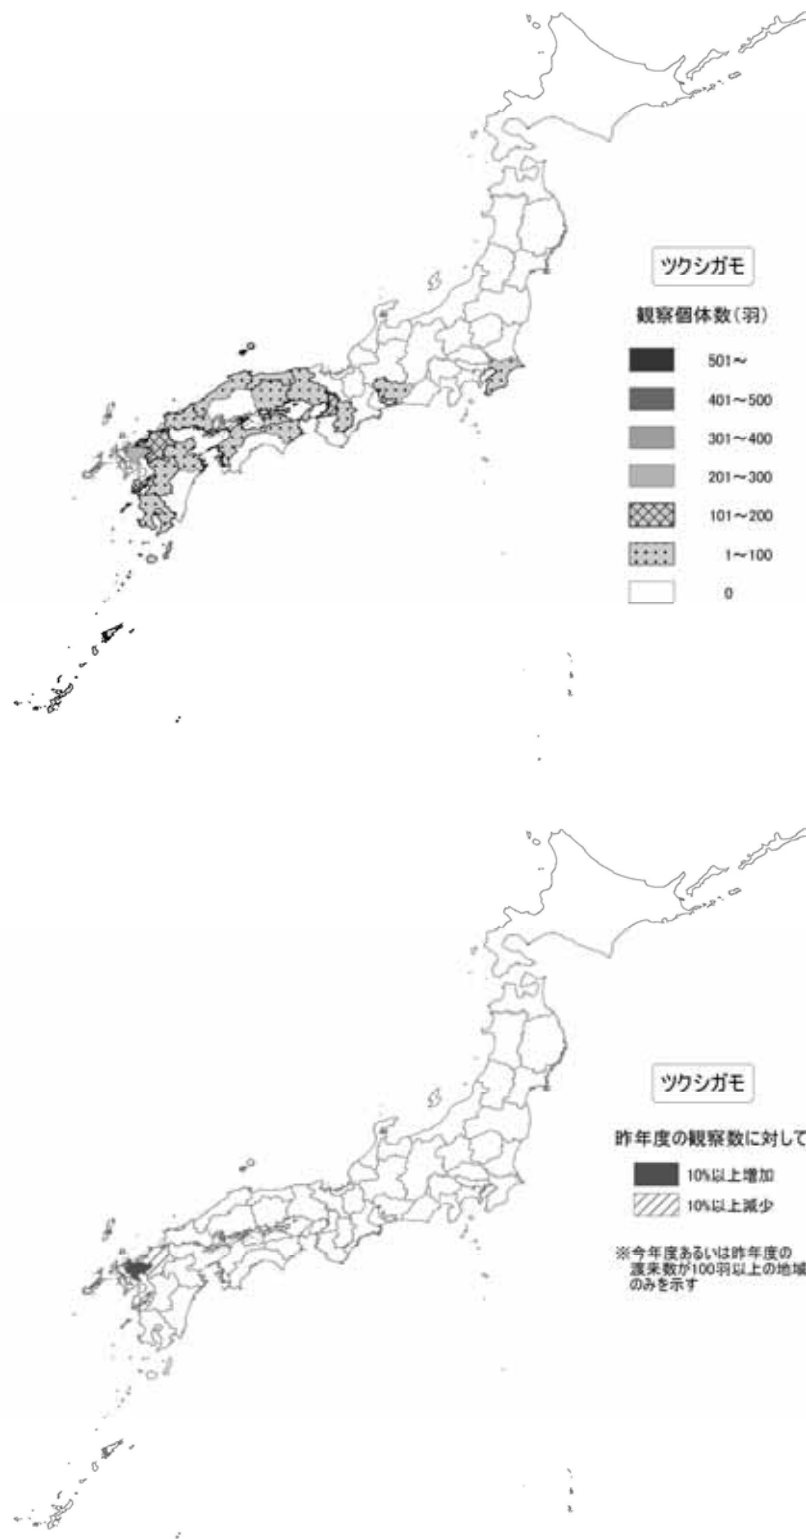 ツクシガモ
観察個体数(羽)
501～
401～500
301～400
201～300
101～200
1～100
0
ツクシガモ
昨年度の観察数に対して
10%以上増加
10%以上減少
※今年度あるいは昨年度の
渡来数が100羽以上の地域
のみを示す